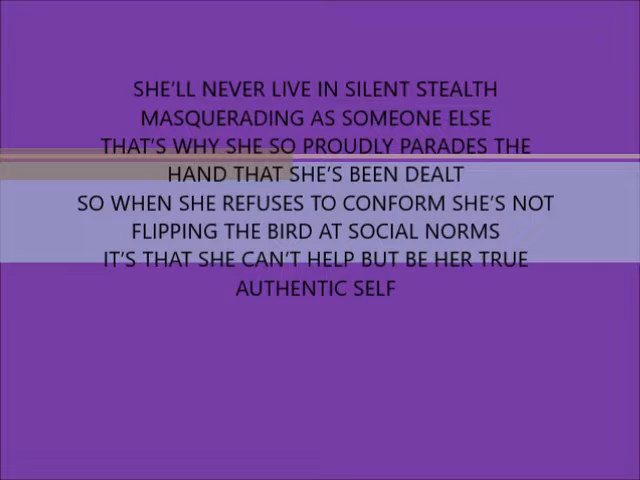 SHE’LL NEVER LIVE IN SILENT STEALTH
MASQUERADING AS SOMEONE ELSE
THAT’S WHY SHE SO PROUDLY PARADES THE
HAND THAT SHE’S BEEN DEALT
SO WHEN SHE REFUSES TO CONFORM SHE’S NOT
FLIPPING THE BIRD AT SOCIAL NORMS
IT’S THAT SHE CAN’T HELP BUT BE HER TRUE
AUTHENTIC SELF